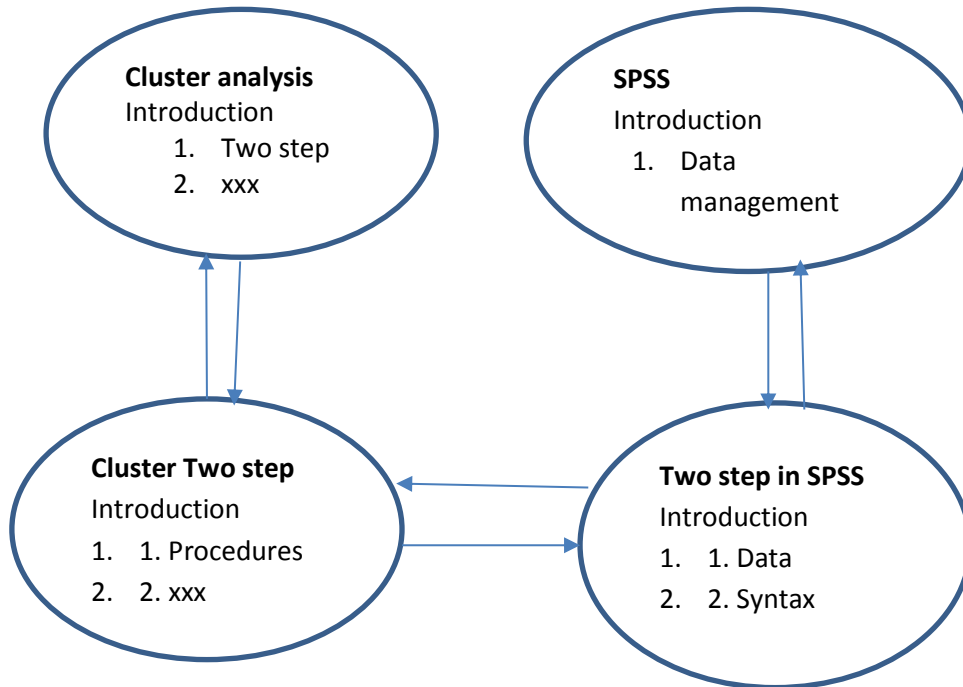 Cluster analysis
Introduction
1. Two step
2. xxx
SPSS
Introduction
1. Data
management
Cluster Two step
Introduction
1. 1. Procedures
2. 2. xxx
Two step in SPSS
Introduction
1. 1. Data
2. 2. Syntax